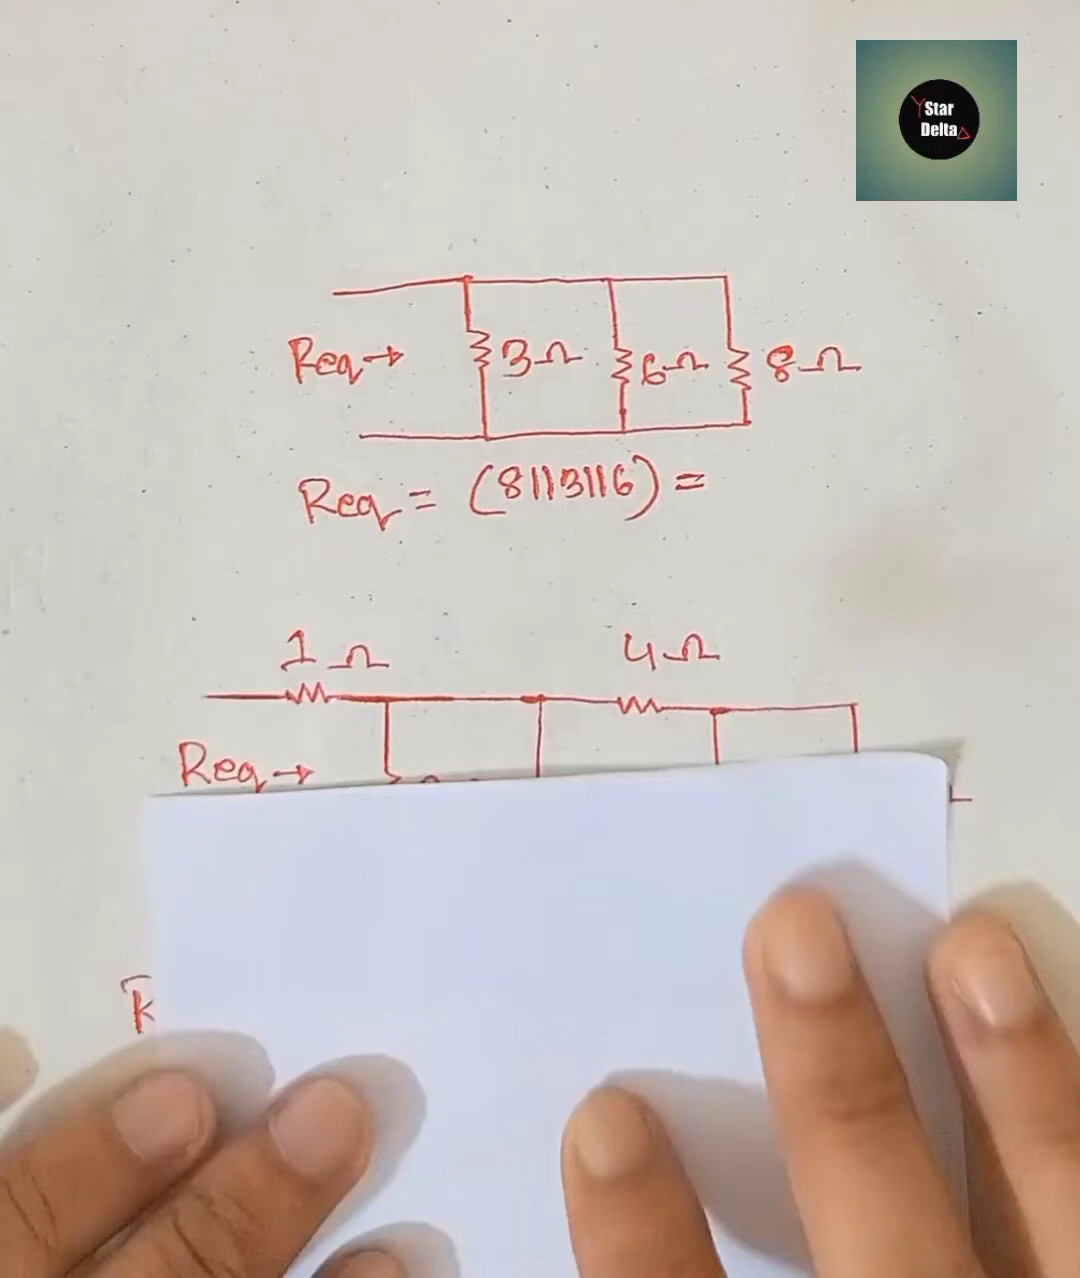 Star
Delta
Req→ 3Ω 6Ω 8Ω
Req = (8||3||6) =
1Ω 4Ω
Req→